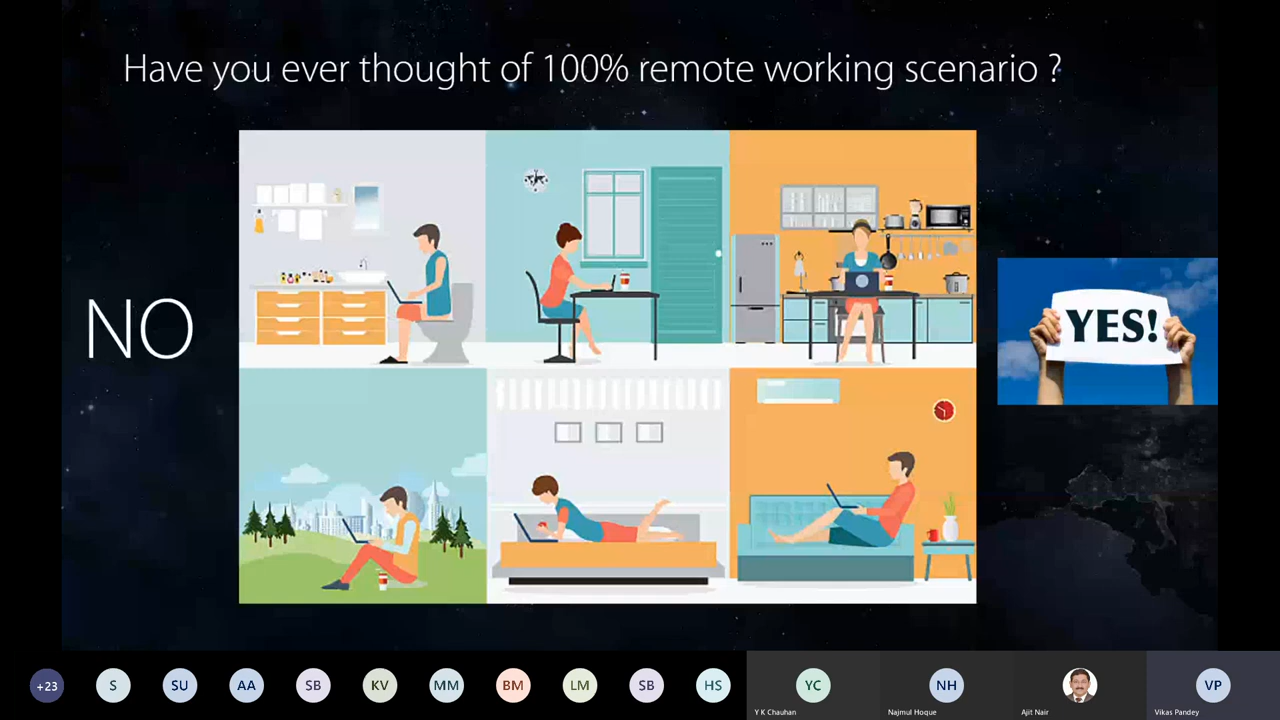 Have you ever thought of 100% remote working scenario ?
NO
YES!
+23
S
SU
AA
SB
KV
MM
BM
LM
SB
HS
YC
NH
VP
Y K Chauhan
Najmul Hoque
Ajit Nair
Vikas Pandey